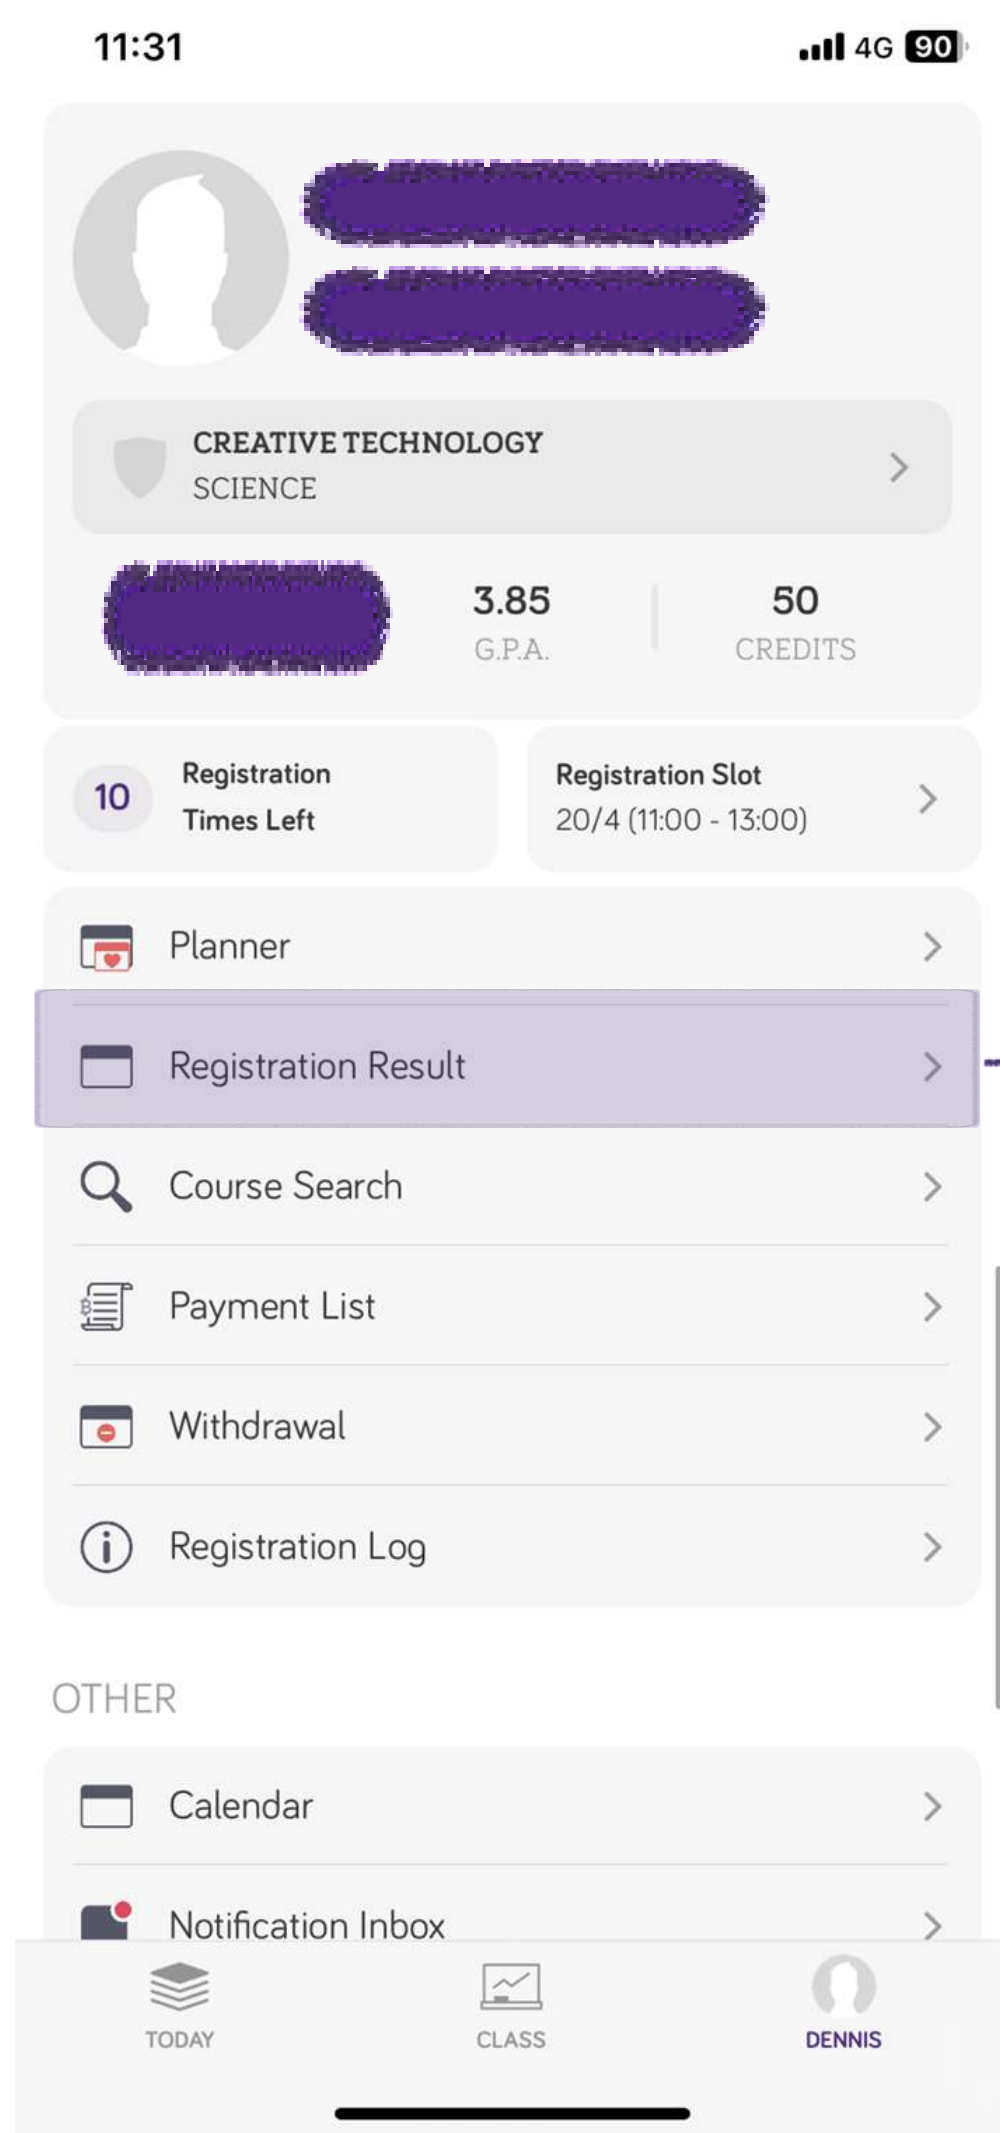 11:31
4G 90
CREATIVE TECHNOLOGY
SCIENCE
3.85
G.P.A.
50
CREDITS
10
Registration
Times Left
Registration Slot
20/4 (11:00 - 13:00)
Planner
Registration Result
Course Search
Payment List
Withdrawal
Registration Log
OTHER
Calendar
Notification Inbox
TODAY
CLASS
DENNIS